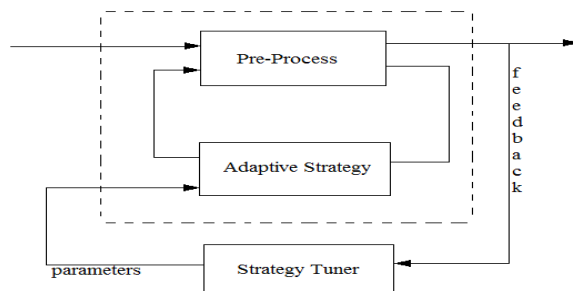 Pre-Process
feedback
Adaptive Strategy
parameters
Strategy Tuner